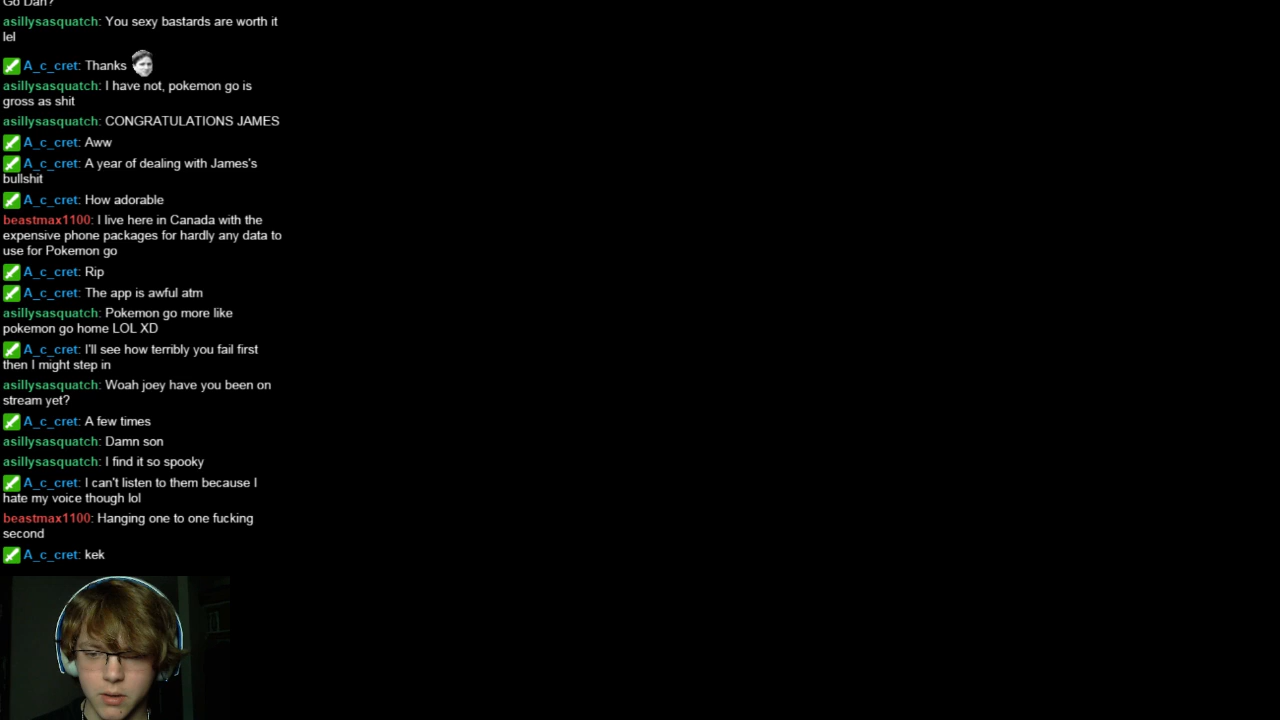 Go Dan?
asillysasquatch: You sexy bastards are worth it
lel
A_c_cret: Thanks
asillysasquatch: I have not, pokemon go is
gross as shit
asillysasquatch: CONGRATULATIONS JAMES
A_c_cret: Aww
A_c_cret: A year of dealing with James's
bullshit
A_c_cret: How adorable
beastmax1100: I live here in Canada with the
expensive phone packages for hardly any data to
use for Pokemon go
A_c_cret: Rip
A_c_cret: The app is awful atm
asillysasquatch: Pokemon go more like
pokemon go home LOL XD
A_c_cret: I'll see how terribly you fail first
then I might step in
asillysasquatch: Woah joey have you been on
stream yet?
A_c_cret: A few times
asillysasquatch: Damn son
asillysasquatch: I find it so spooky
A_c_cret: I can't listen to them because I
hate my voice though lol
beastmax1100: Hanging one to one fucking
second
A_c_cret: kek